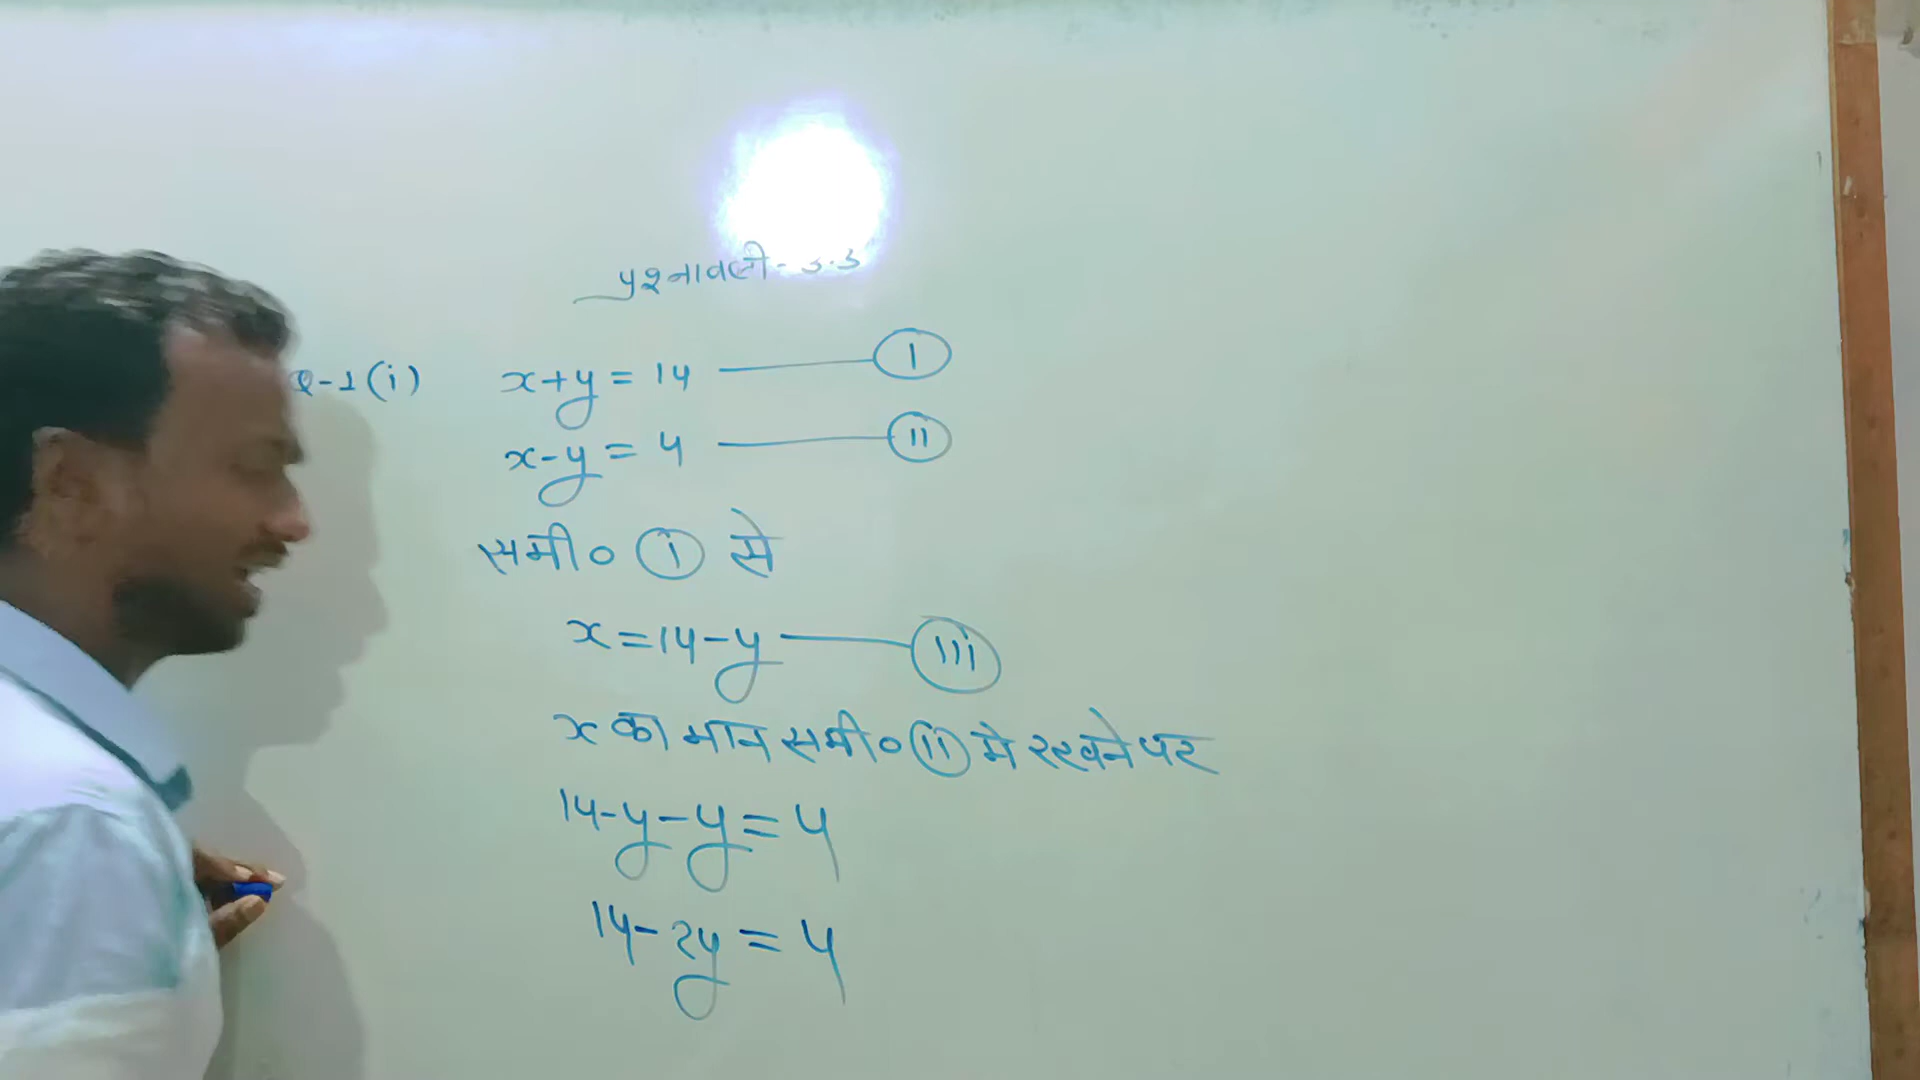 प्रश्नावली - 3.3
Q-1(i) x+y = 14 —— (i)
x-y = 4 —— (ii)
समी० (i) से
x=14-y —— (iii)
x का मान समी० (ii) मे रखने पर
14-y-y=4
14-2y=4